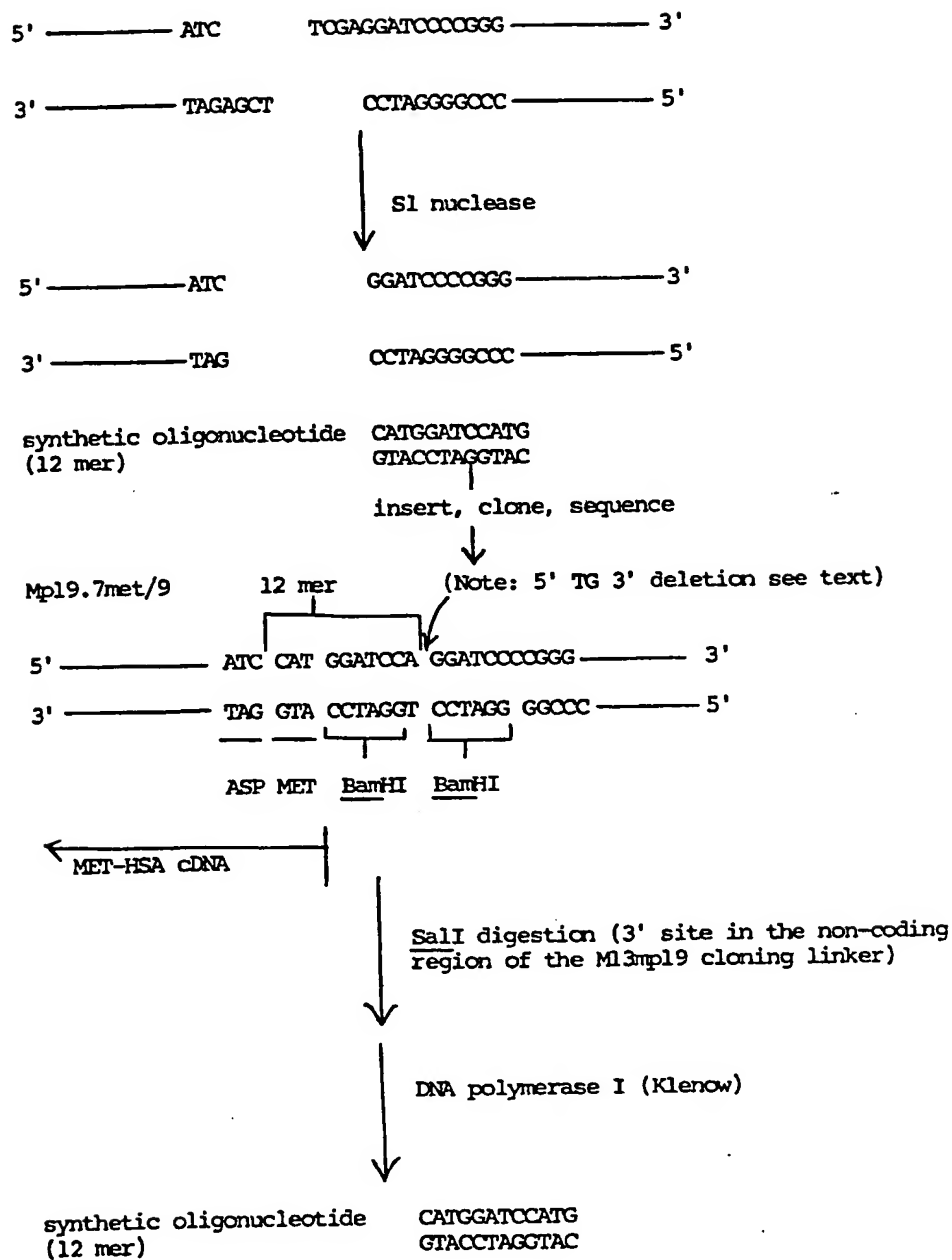 5' ATC TCGAGGATCCCCGGG 3'
3' TAGAGCT CCTAGGGGCCC 5'
S1 nuclease
5' ATC GGATCCCCGGG 3'
3' TAG CCTAGGGGCCC 5'
synthetic oligonucleotide CATGGATCCATG
(12 mer) GTACCTAGGTAC
insert, clone, sequence
Mp19.7met/9 12 mer (Note: 5' TG 3' deletion see text)
5' ATC CAT GGATCCA GGATCCCCGGG 3'
3' TAG GTA CCTAGGT CCTAGG GGCCC 5'
ASP MET BamHI BamHI
MET-HSA cDNA
SalI digestion (3' site in the non-coding
region of the M13mp19 cloning linker)
DNA polymerase I (Klenow)
synthetic oligonucleotide CATGGATCCATG
(12 mer) GTACCTAGGTAC